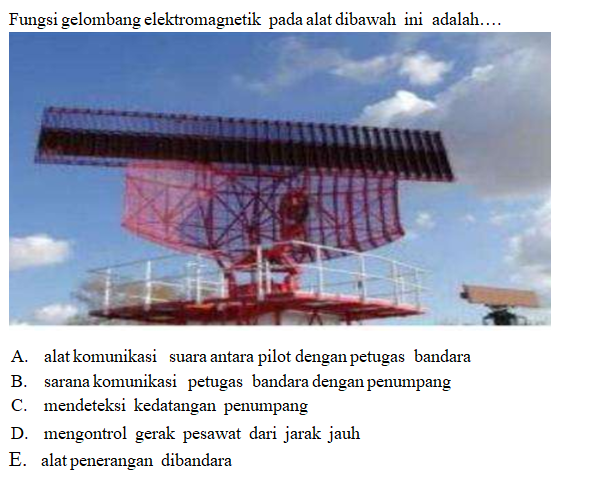 Fungsi gelombang elektromagnetik pada alat dibawah ini adalah….
A. alat komunikasi suara antara pilot dengan petugas bandara
B. sarana komunikasi petugas bandara dengan penumpang
C. mendeteksi kedatangan penumpang
D. mengontrol gerak pesawat dari jarak jauh
E. alat penerangan dibandara